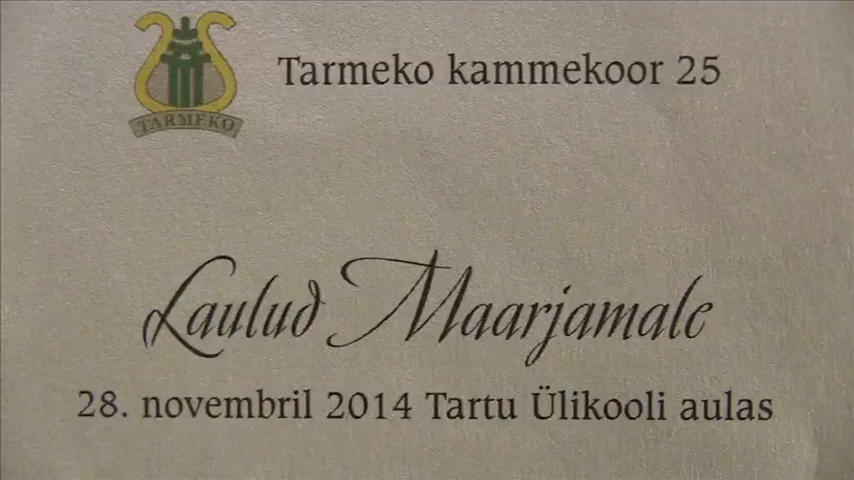 TARMEKO
Tarmeko kammekoor 25
Laulud Maarjamale
28. novembril 2014 Tartu Ülikooli aulas